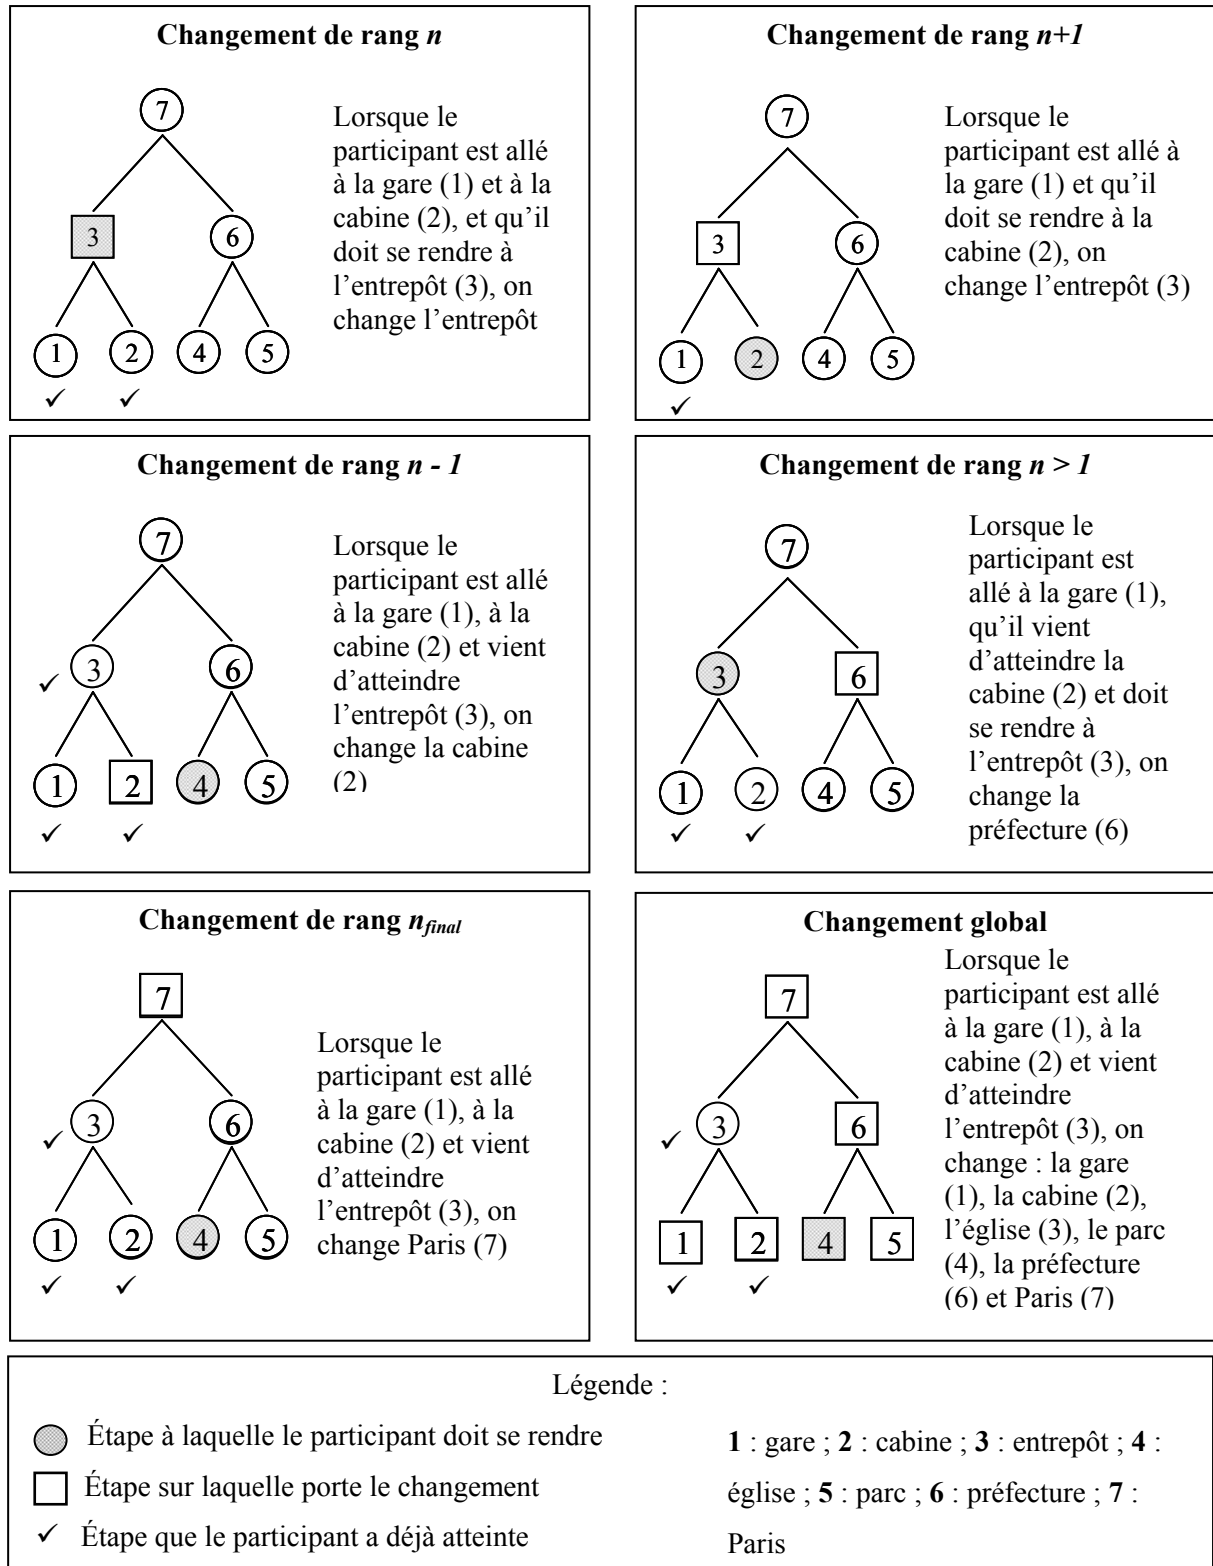 Changement de rang n
7
3
6
1
2
4
5
✓ ✓
Lorsque le
participant est allé
à la gare (1) et à la
cabine (2), et qu’il
doit se rendre à
l’entrepôt (3), on
change l’entrepôt
Changement de rang n+1
7
3
6
1
2
4
5
✓
Lorsque le
participant est allé à
la gare (1) et qu’il
doit se rendre à la
cabine (2), on
change l’entrepôt (3)
Changement de rang n - 1
7
✓ 3
6
1
2
4
5
✓ ✓
Lorsque le
participant est allé
à la gare (1), à la
cabine (2) et vient
d’atteindre
l’entrepôt (3), on
change la cabine
(2)
Changement de rang n > 1
7
3
6
1
2
4
5
✓ ✓
Lorsque le
participant est
allé à la gare (1),
qu’il vient
d’atteindre la
cabine (2) et doit
se rendre à
l’entrepôt (3), on
change la
préfecture (6)
Changement de rang nfinal
7
✓ 3
6
1
2
4
5
✓ ✓
Lorsque le
participant est allé
à la gare (1), à la
cabine (2) et vient
d’atteindre
l’entrepôt (3), on
change Paris (7)
Changement global
7
✓ 3
6
1
2
4
5
✓ ✓
Lorsque le
participant est allé
à la gare (1), à la
cabine (2) et vient
d’atteindre
l’entrepôt (3), on
change : la gare
(1), la cabine (2),
l’église (3), le parc
(4), la préfecture
(6) et Paris (7)
Légende :
Étape à laquelle le participant doit se rendre
Étape sur laquelle porte le changement
✓ Étape que le participant a déjà atteinte
1 : gare ; 2 : cabine ; 3 : entrepôt ; 4 :
église ; 5 : parc ; 6 : préfecture ; 7 :
Paris